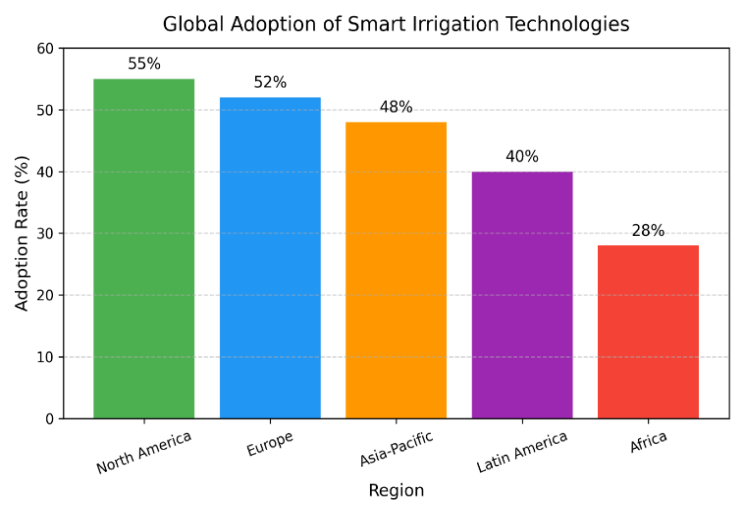 Global Adoption of Smart Irrigation Technologies
60
50
40
30
20
10
0
Adoption Rate (%)
55%
52%
48%
40%
28%
North America
Europe
Asia-Pacific
Latin America
Africa
Region